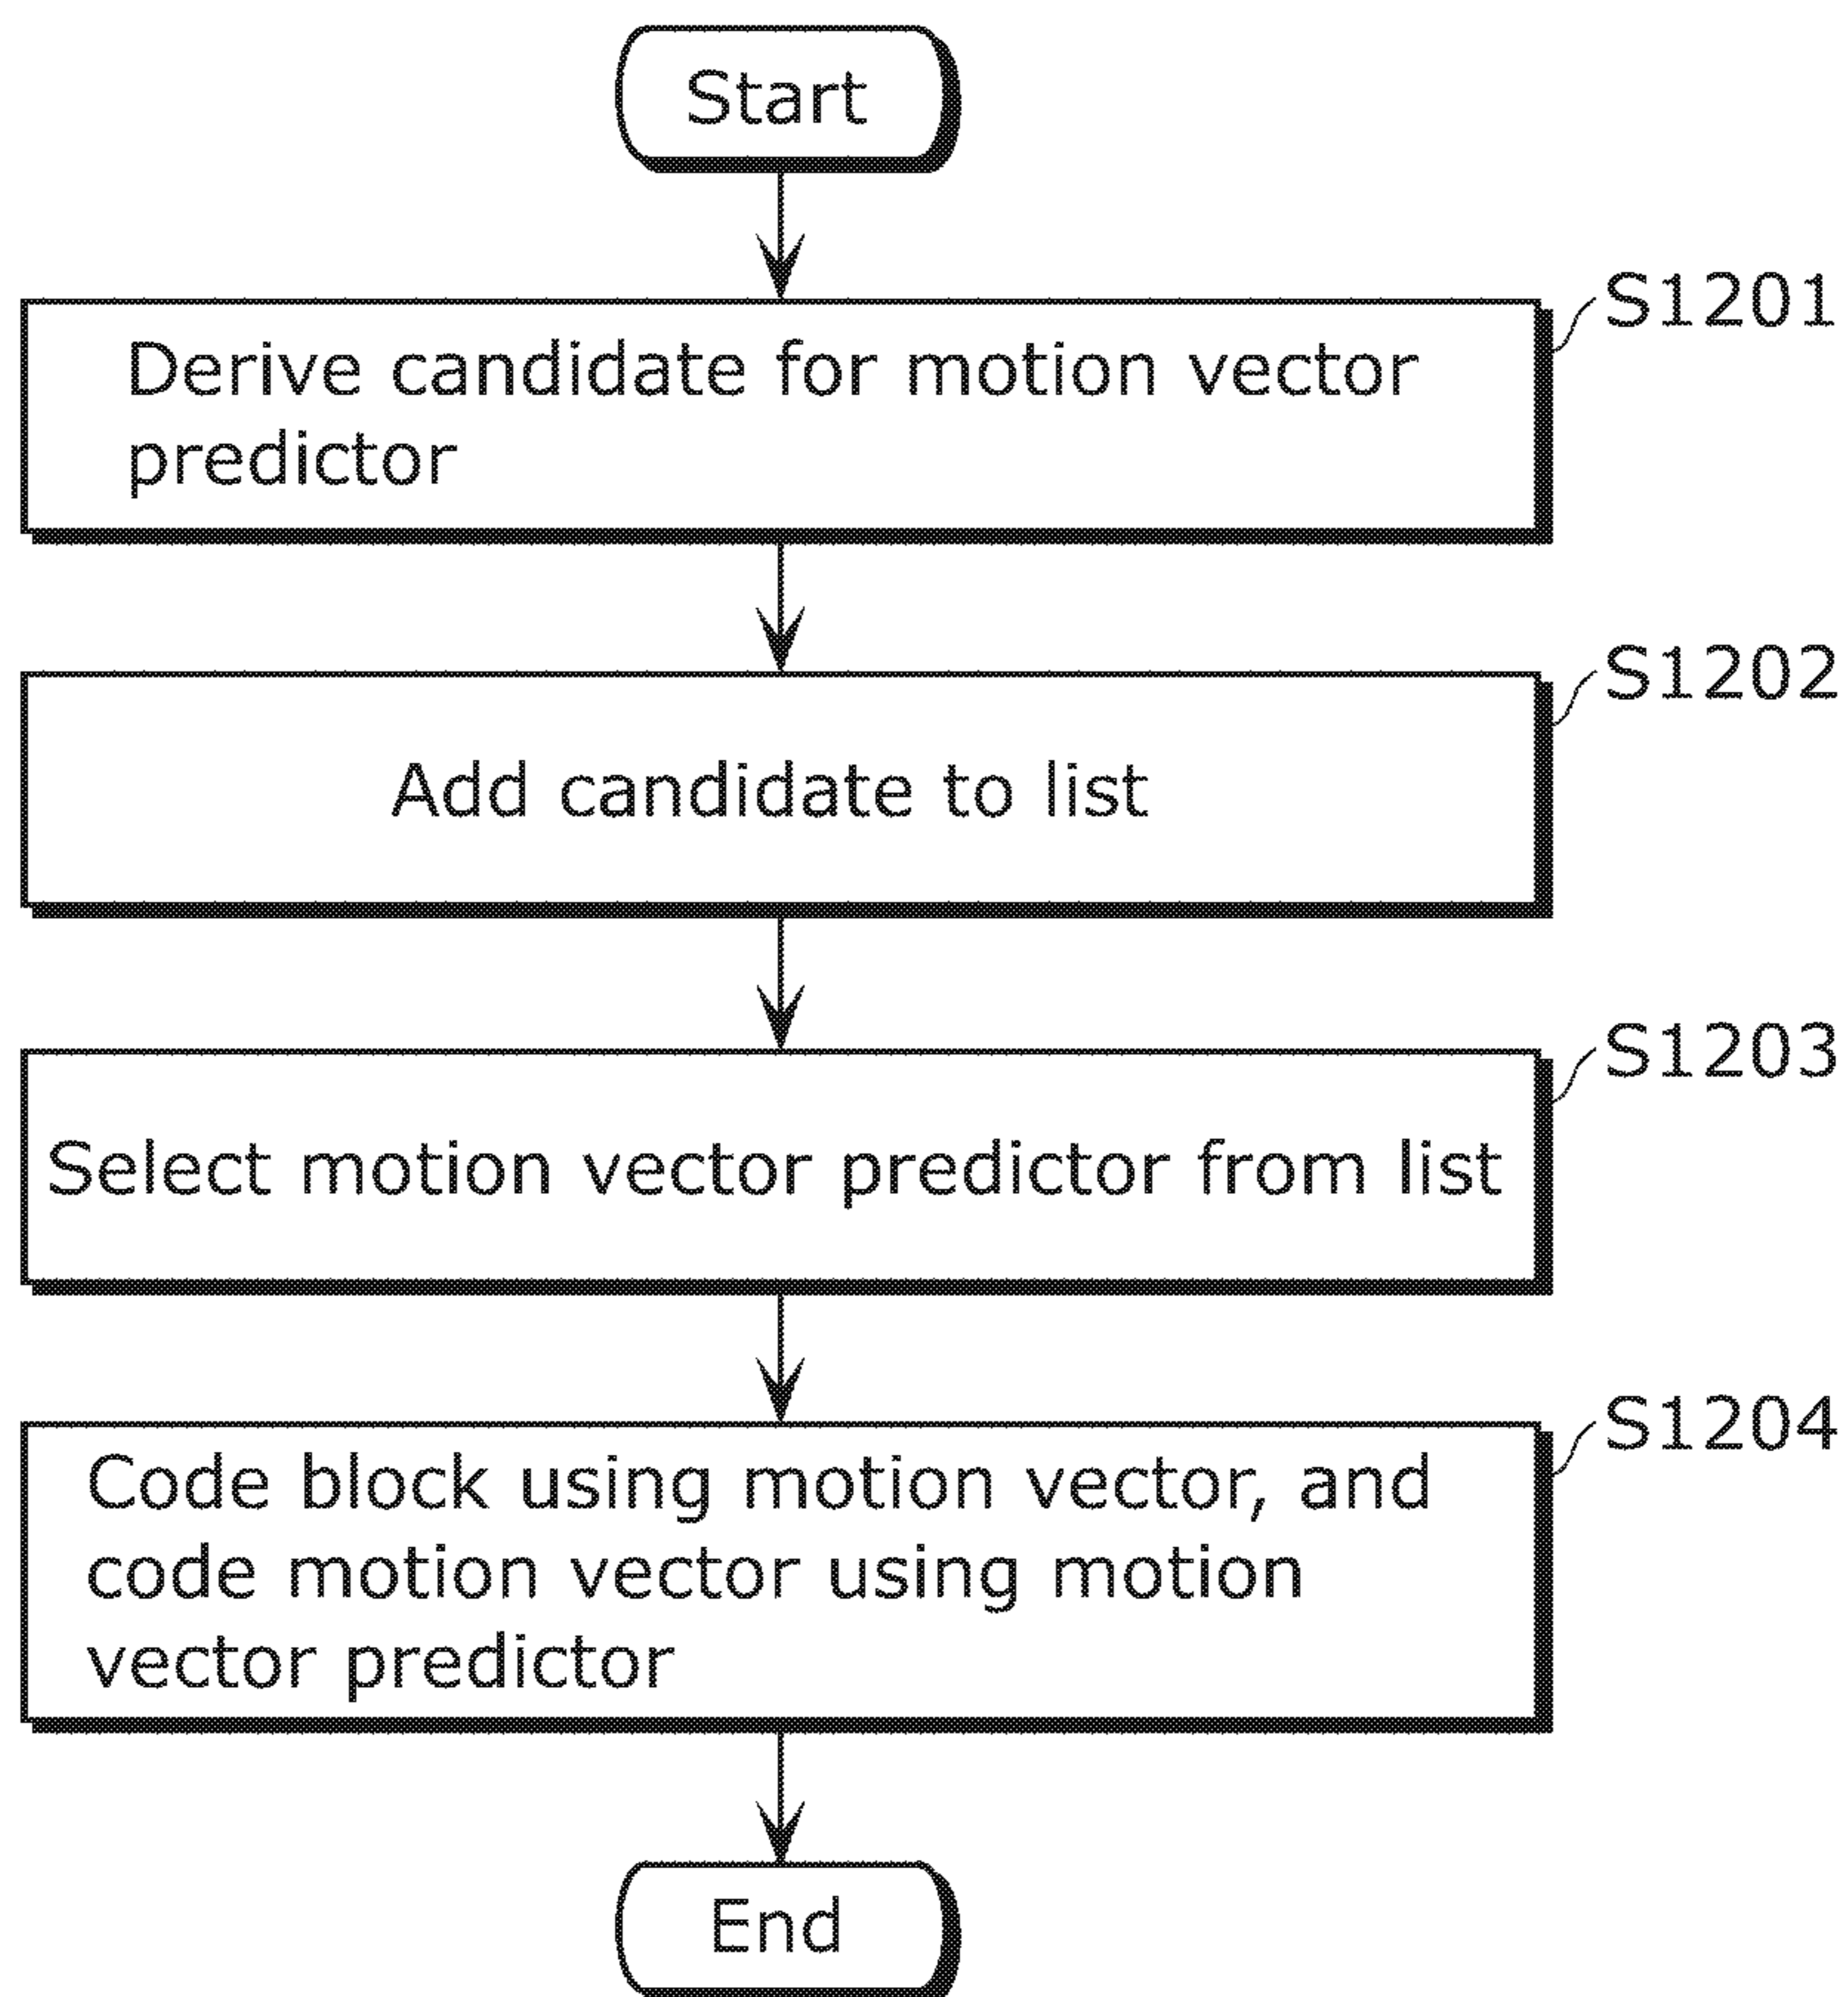 Start
S1201
Derive candidate for motion vector
predictor
S1202
Add candidate to list
S1203
Select motion vector predictor from list
S1204
Code block using motion vector, and
code motion vector using motion
vector predictor
End